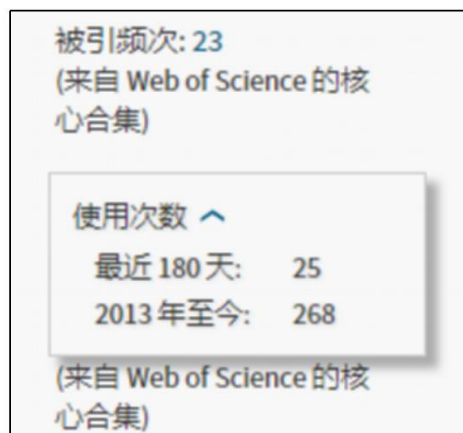 被引频次: 23
(来自 Web of Science 的核
心合集)
使用次数
最近 180 天: 25
2013 年至今: 268
(来自 Web of Science 的核
心合集)